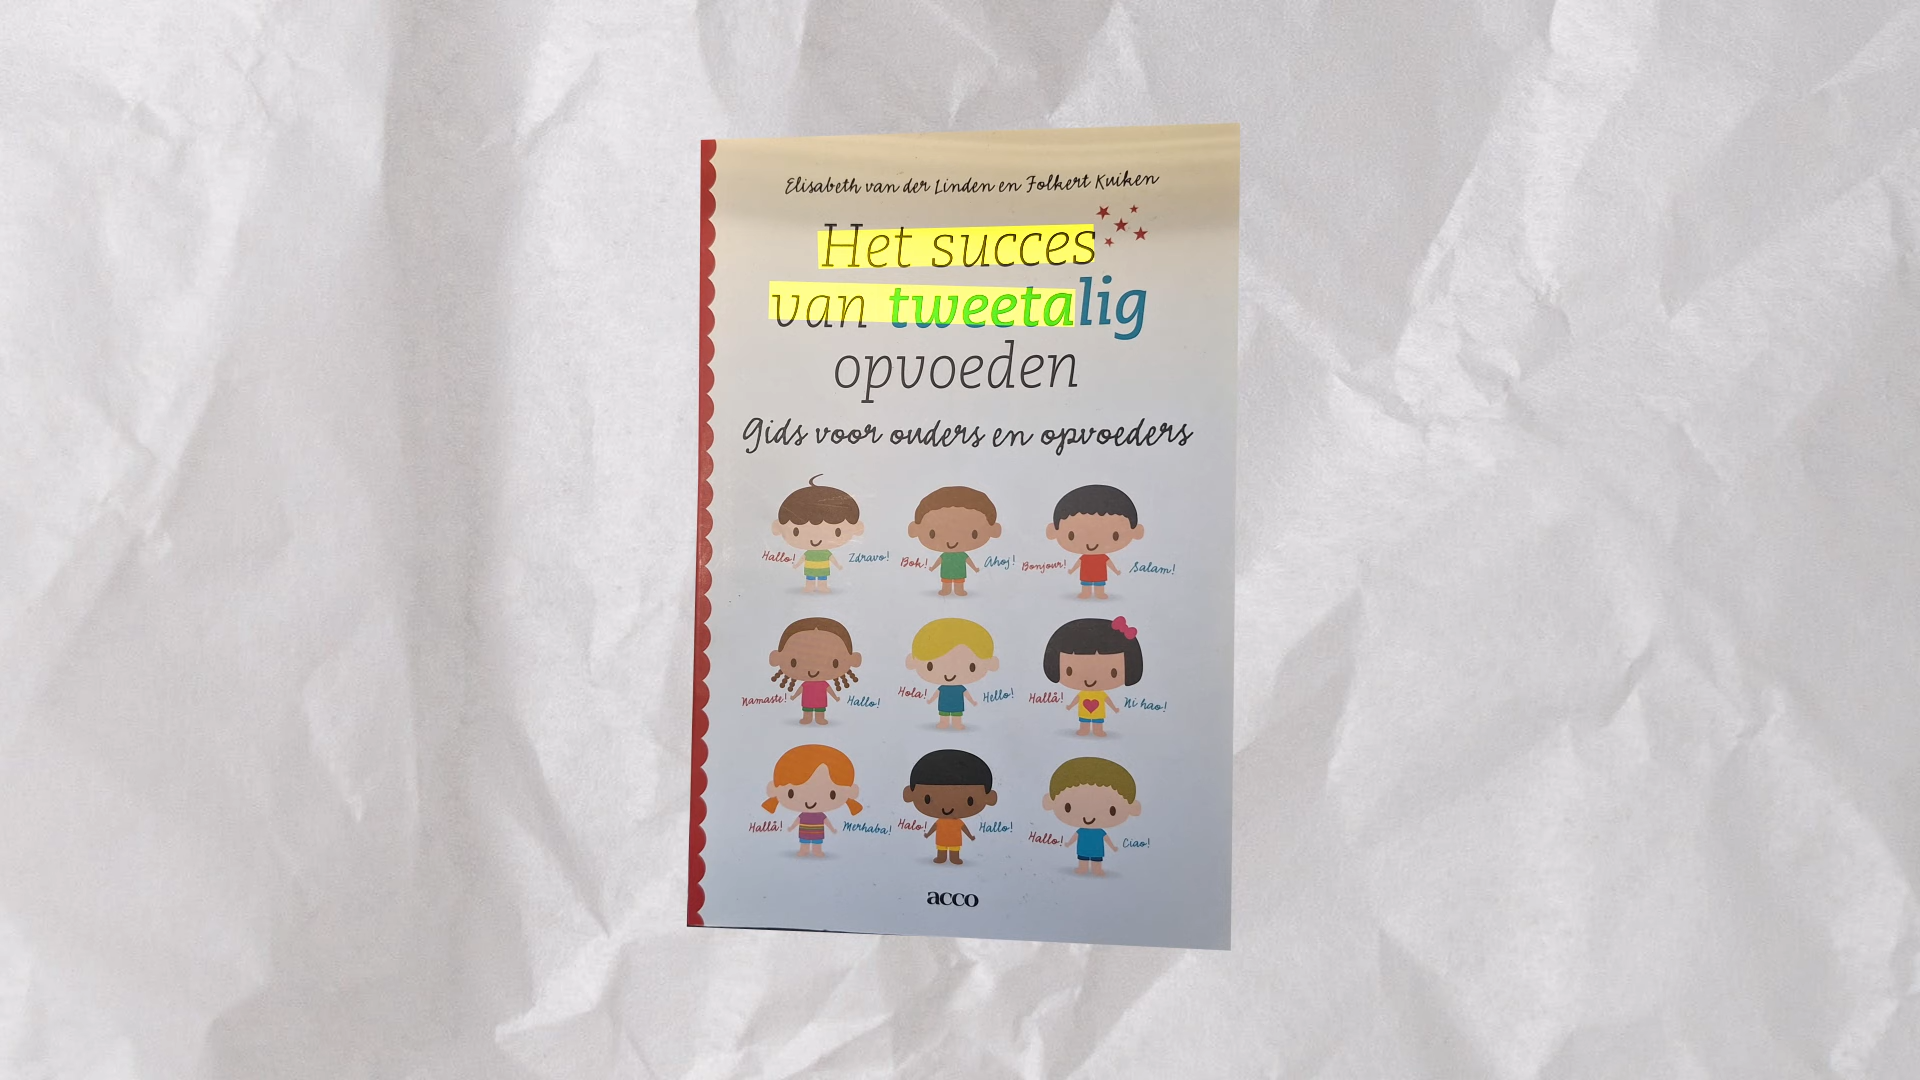 Elisabeth van der Linden en Folkert Kuiken
Het succes
van tweetalig
opvoeden
Gids voor ouders en opvoeders
Hallo! Zdravo! Bok! Ahoj! Bonjour! Salam!
Namaste! Hallo! Hola! Hello! Hallå! Ni hao!
Hallå! Merhaba! Halo! Hallo! Hallo! Ciao!
acco